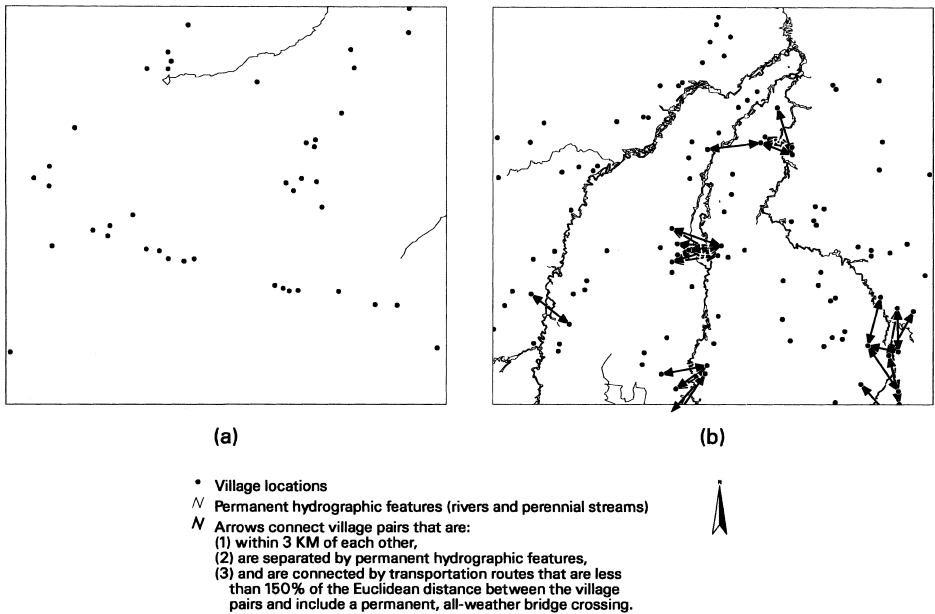 (a)
(b)
Village locations
Permanent hydrographic features (rivers and perennial streams)
Arrows connect village pairs that are:
(1) within 3 KM of each other,
(2) are separated by permanent hydrographic features,
(3) and are connected by transportation routes that are less
than 150% of the Euclidean distance between the village
pairs and include a permanent, all-weather bridge crossing.